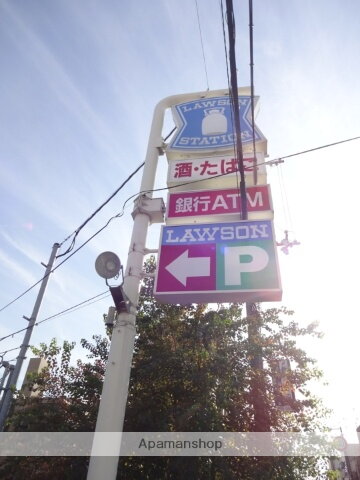 LAWSON
STATION
酒・たばこ
銀行ATM
LAWSON
P
Apamanshop